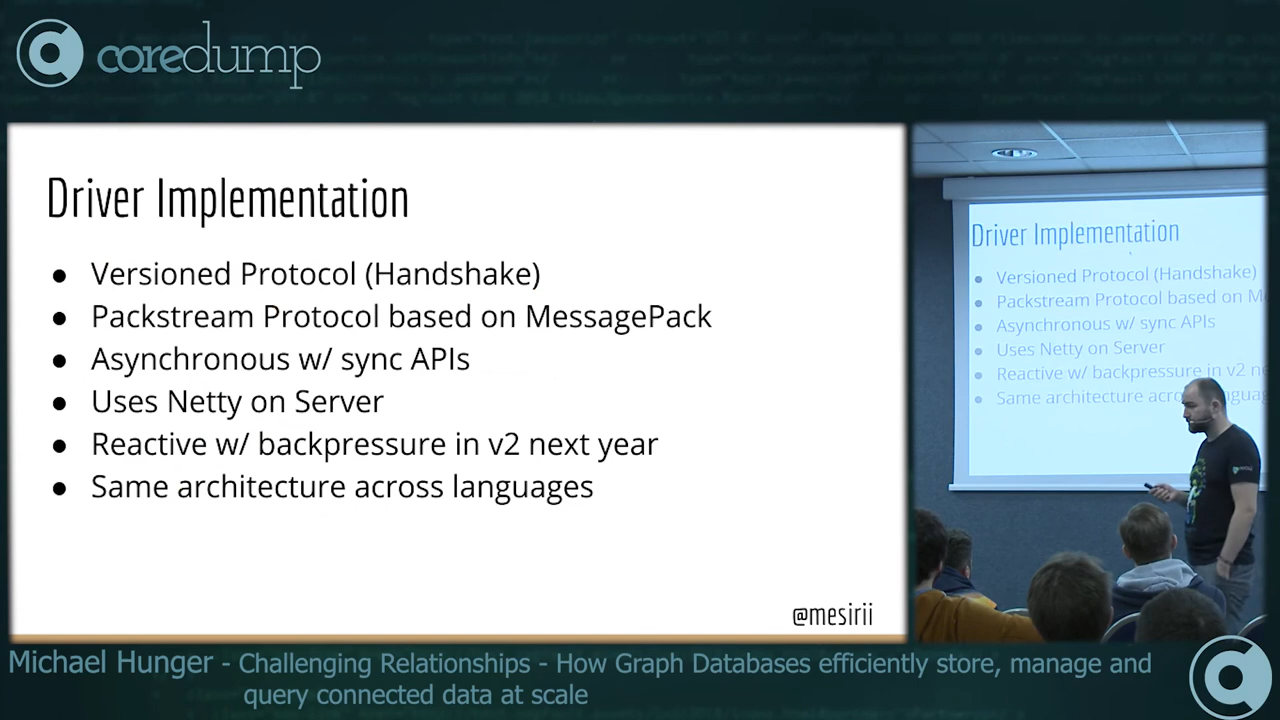 coredump
Driver Implementation
● Versioned Protocol (Handshake)
● Packstream Protocol based on MessagePack
● Asynchronous w/ sync APIs
● Uses Netty on Server
● Reactive w/ backpressure in v2 next year
● Same architecture across languages
@mesirii
Driver Implementation
● Versioned Protocol (Handshake)
● Packstream Protocol based on M
● Asynchronous w/ sync APIs
● Uses Netty on Server
● Reactive w/ backpressure in v2 ne
● Same architecture across languag
Michael Hunger - Challenging Relationships - How Graph Databases efficiently store, manage and
query connected data at scale